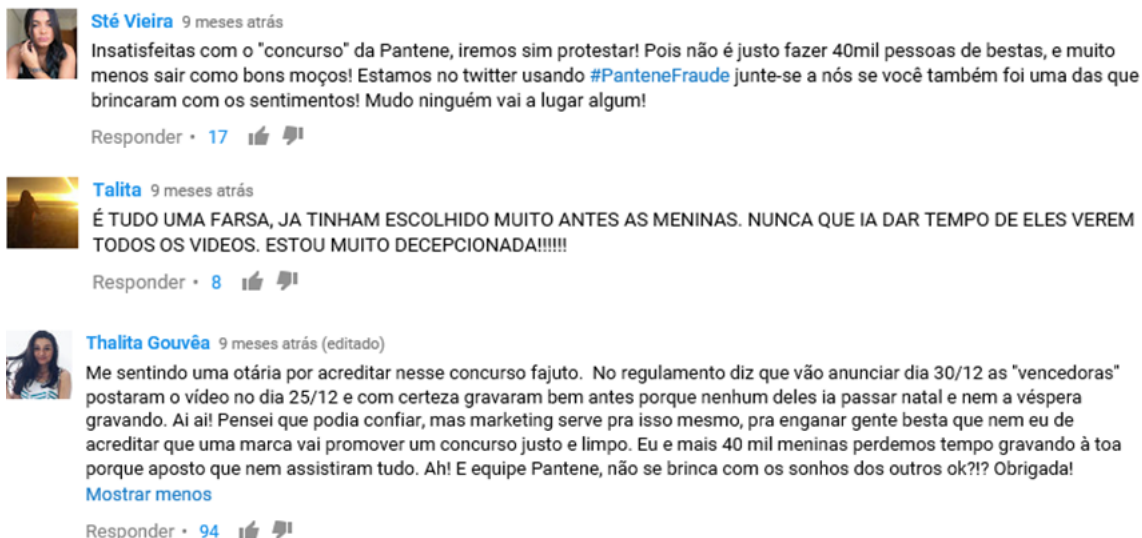 Sté Vieira 9 meses atrás
Insatisfeitas com o "concurso" da Pantene, iremos sim protestar! Pois não é justo fazer 40mil pessoas de bestas, e muito
menos sair como bons moços! Estamos no twitter usando #PanteneFraude junte-se a nós se você também foi uma das que
brincaram com os sentimentos! Mudo ninguém vai a lugar algum!
Responder • 17
Talita 9 meses atrás
É TUDO UMA FARSA, JA TINHAM ESCOLHIDO MUITO ANTES AS MENINAS. NUNCA QUE IA DAR TEMPO DE ELES VEREM
TODOS OS VIDEOS. ESTOU MUITO DECEPCIONADA!!!!!!
Responder • 8
Thalita Gouvêa 9 meses atrás (editado)
Me sentindo uma otária por acreditar nesse concurso fajuto. No regulamento diz que vão anunciar dia 30/12 as "vencedoras"
postaram o vídeo no dia 25/12 e com certeza gravaram bem antes porque nenhum deles ia passar natal e nem a véspera
gravando. Ai ai! Pensei que podia confiar, mas marketing serve pra isso mesmo, pra enganar gente besta que nem eu de
acreditar que uma marca vai promover um concurso justo e limpo. Eu e mais 40 mil meninas perdemos tempo gravando à toa
porque aposto que nem assistiram tudo. Ah! E equipe Pantene, não se brinca com os sonhos dos outros ok?!? Obrigada!
Mostrar menos
Responder • 94